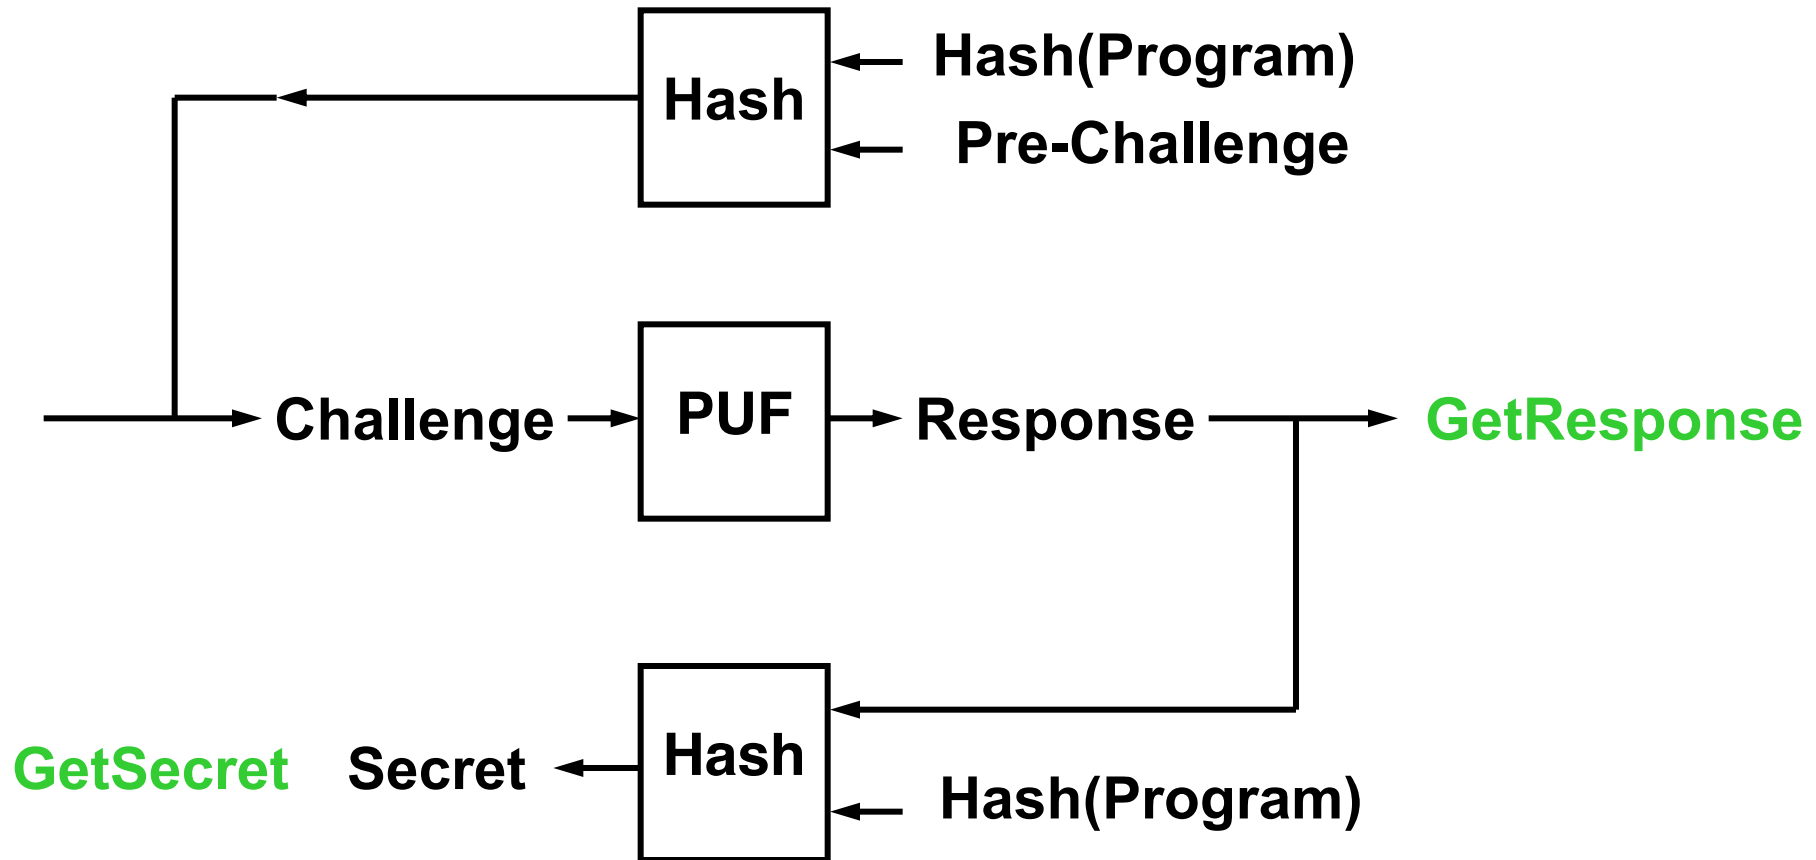 Hash(Program)
Hash
Pre-Challenge
Challenge PUF Response GetResponse
Hash
GetSecret Secret
Hash(Program)